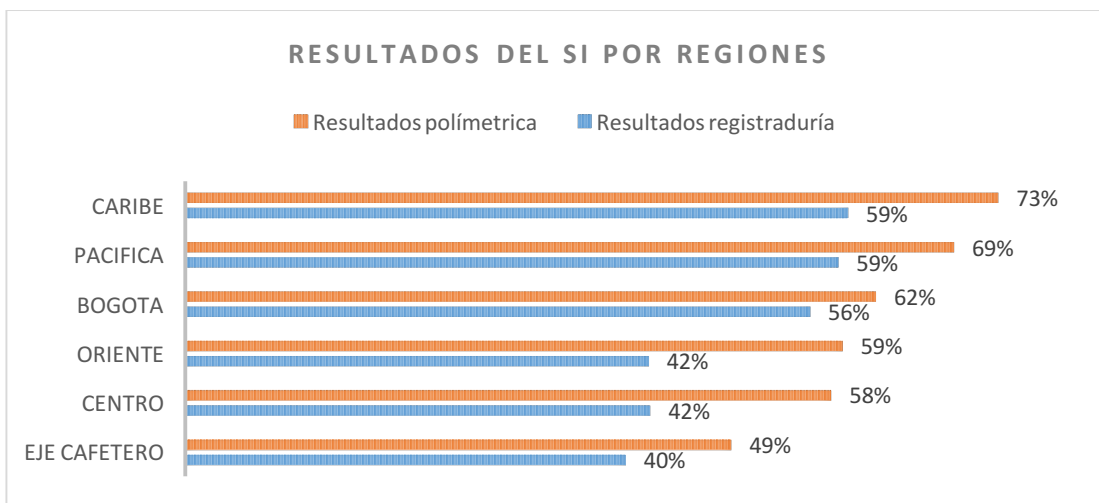 RESULTADOS DEL SI POR REGIONES
Resultados polímetrica Resultados registraduría
CARIBE 73%
59%
PACIFICA 69%
59%
BOGOTA 62%
56%
ORIENTE 59%
42%
CENTRO 58%
42%
EJE CAFETERO 49%
40%